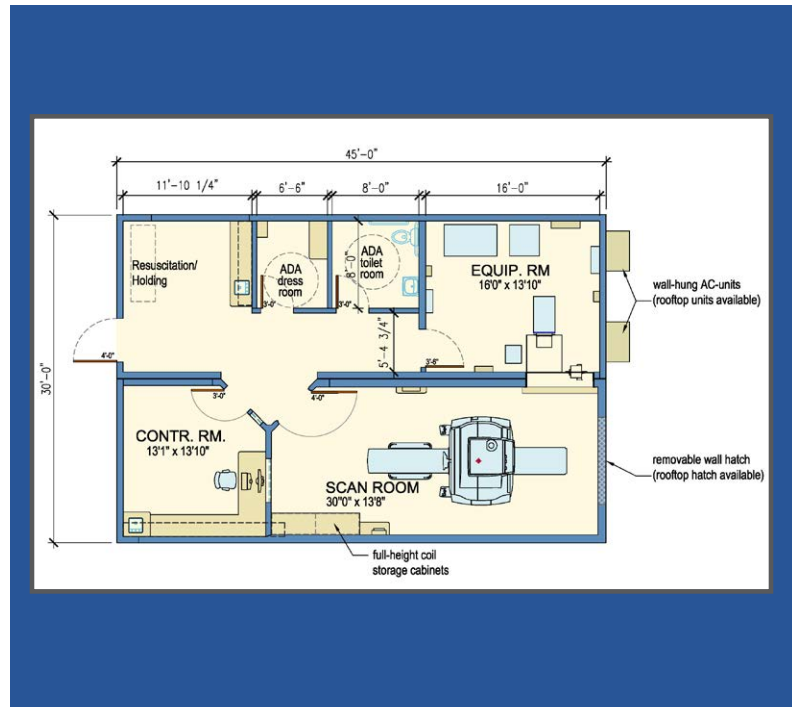 45'-0"
11'-10 1/4"
6'-6"
8'-0"
16'-0"
30'-0"
Resuscitation/
Holding
ADA
dress
room
ADA
toilet
room
8'-0"
EQUIP. RM
16'0" x 13'10"
wall-hung AC-units
(rooftop units available)
3'-0"
3'-0"
5'-4 3/4"
4'-0"
3'-6"
3'-0"
4'-0"
CONTR. RM.
13'1" x 13'10"
SCAN ROOM
30'0" x 13'8"
removable wall hatch
(rooftop hatch available)
full-height coil
storage cabinets